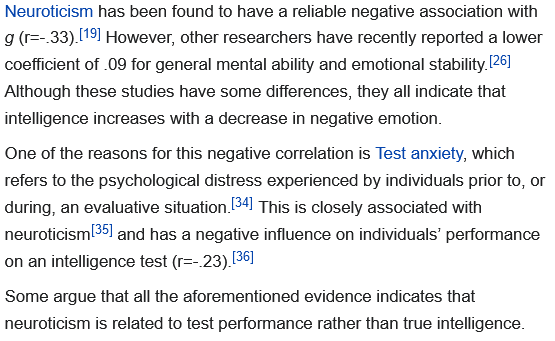 Neuroticism has been found to have a reliable negative association with
g (r=-.33).[19] However, other researchers have recently reported a lower
coefficient of .09 for general mental ability and emotional stability.[26]
Although these studies have some differences, they all indicate that
intelligence increases with a decrease in negative emotion.
One of the reasons for this negative correlation is Test anxiety, which
refers to the psychological distress experienced by individuals prior to, or
during, an evaluative situation.[34] This is closely associated with
neuroticism[35] and has a negative influence on individuals’ performance
on an intelligence test (r=-.23).[36]
Some argue that all the aforementioned evidence indicates that
neuroticism is related to test performance rather than true intelligence.